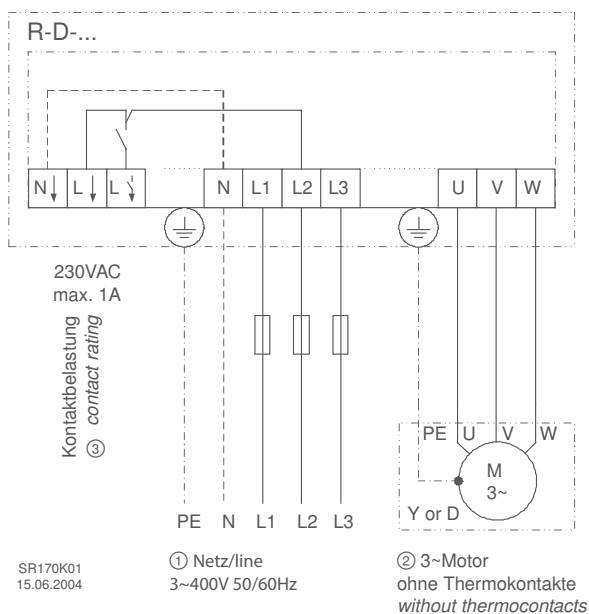 R-D-...
N L L N L1 L2 L3 U V W
230VAC
max. 1A
Kontaktbelastung
contact rating
③
PE U V W
M
3~
Y or D
PE N L1 L2 L3
SR170K01
15.06.2004
① Netz/line
3~400V 50/60Hz
② 3~Motor
ohne Thermokontakte
without thermocontacts